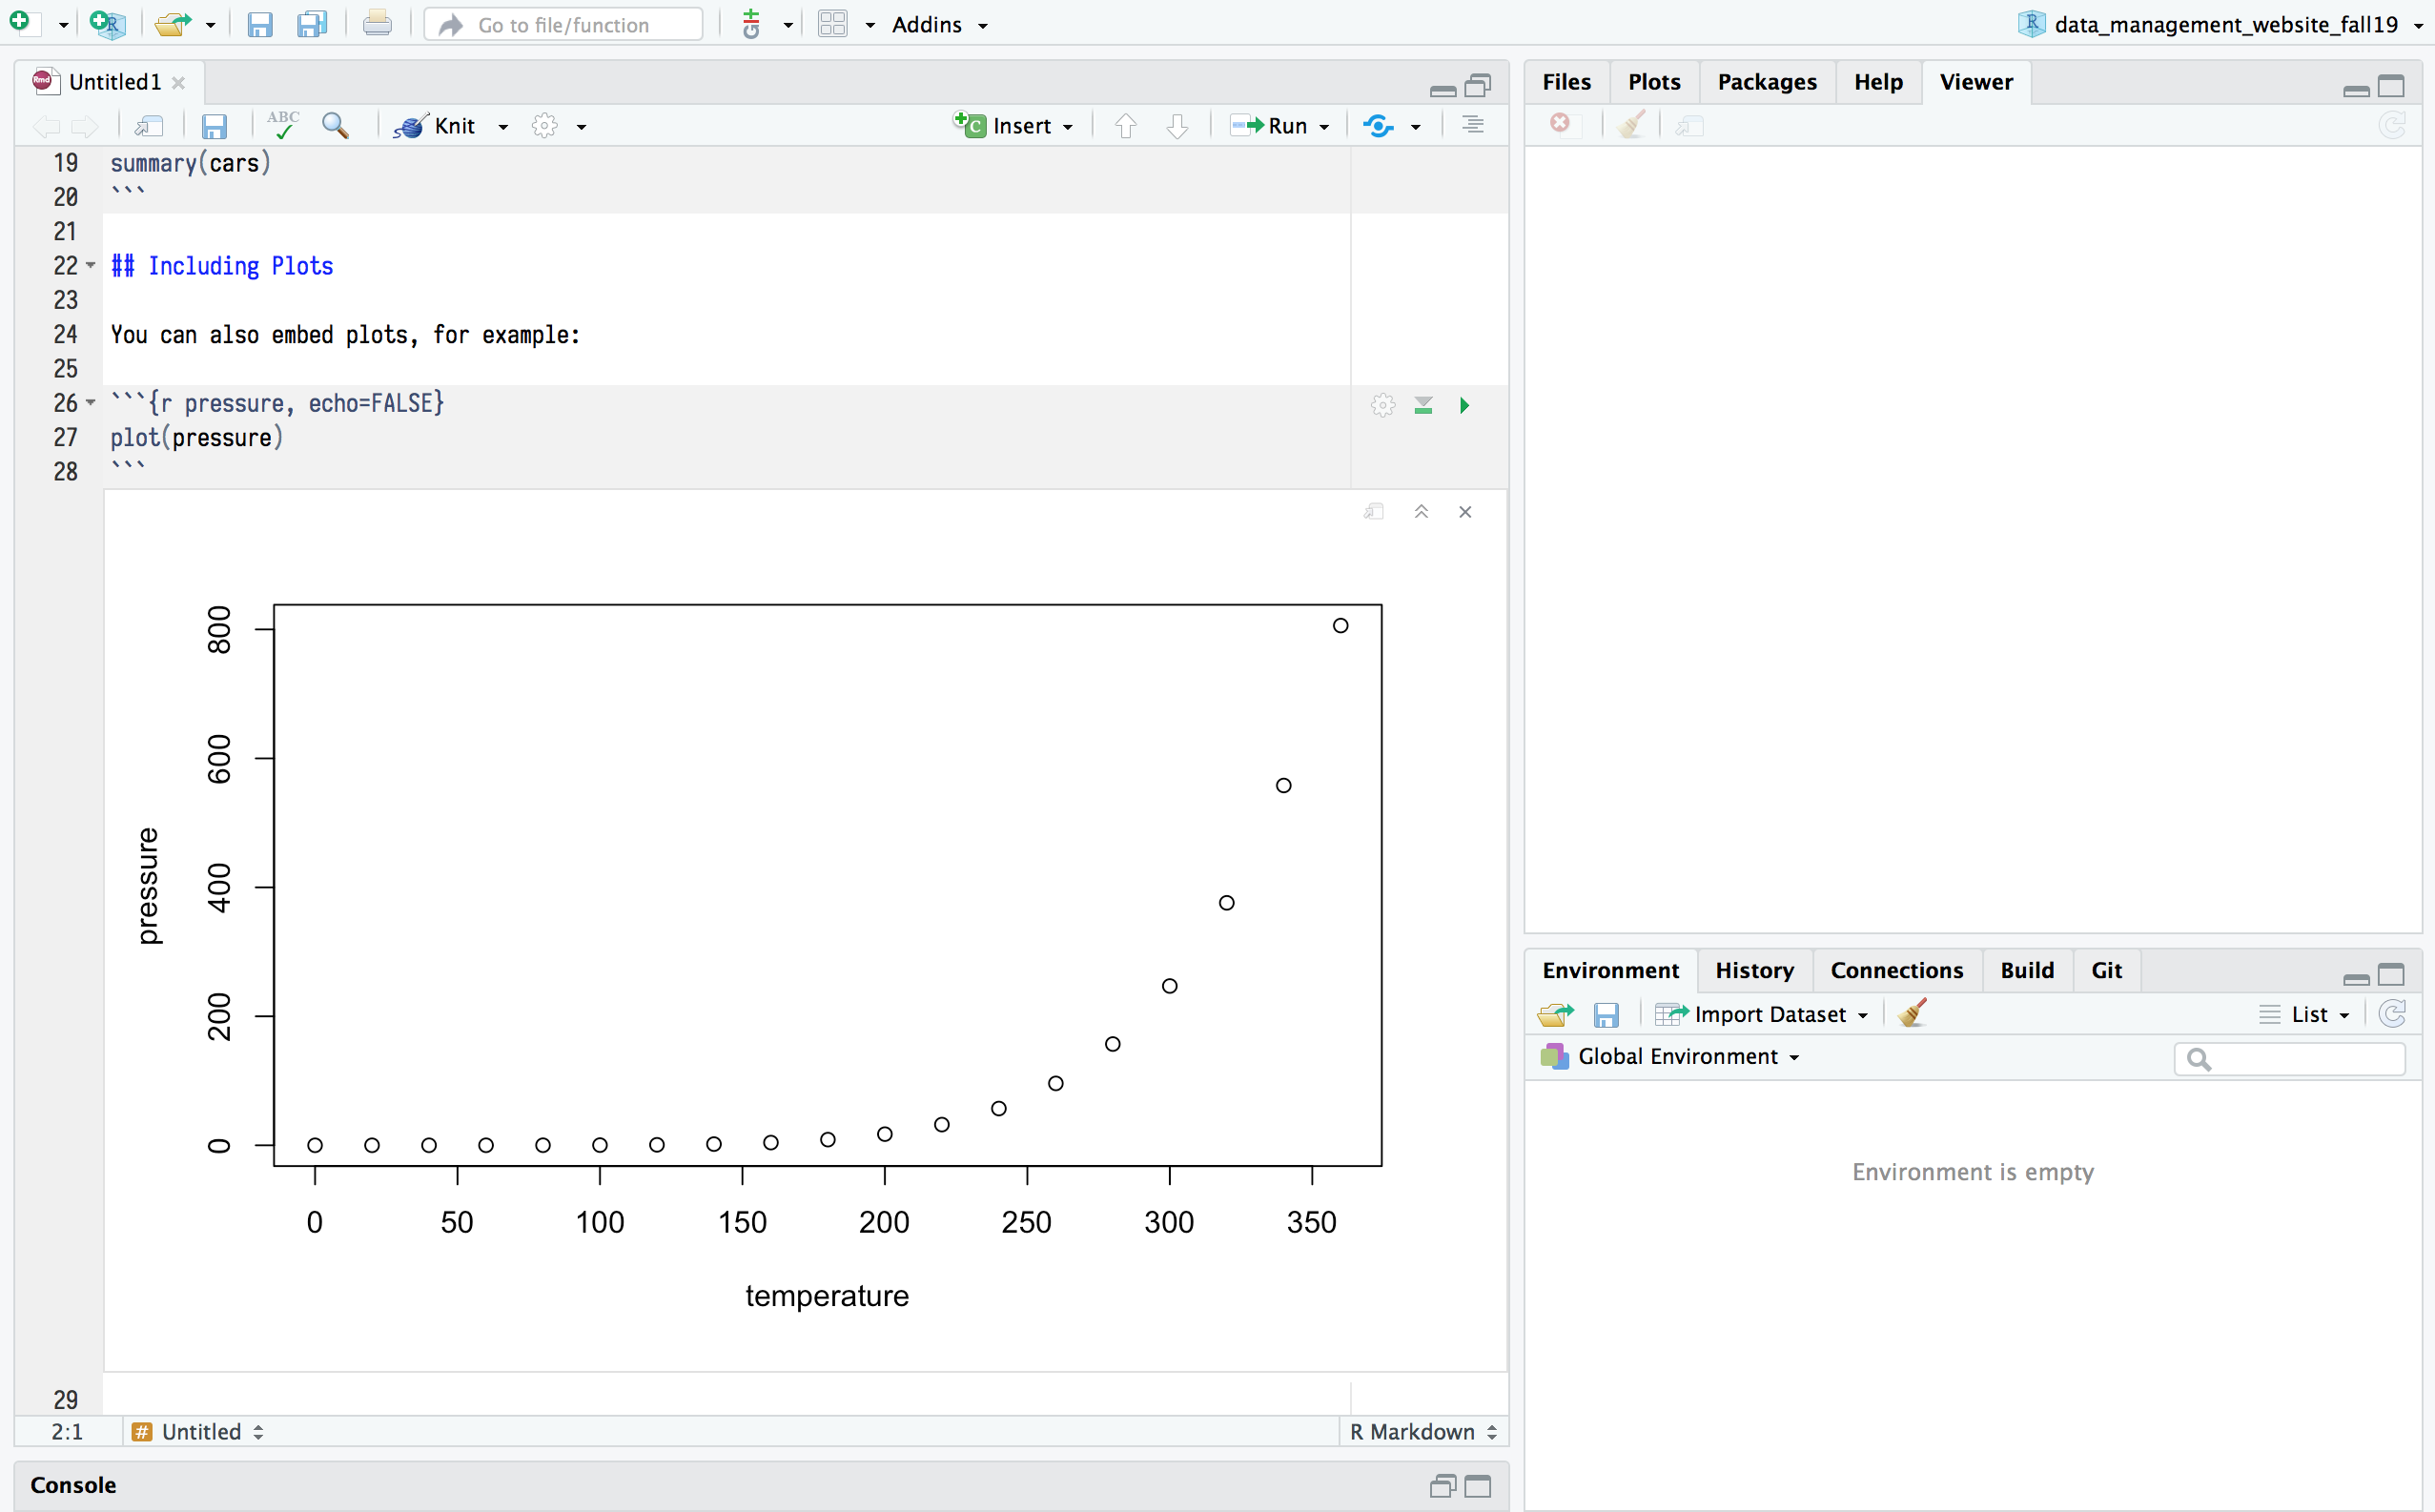 Go to file/function
Addins
data_management_website_fall19
Untitled1
ABC
Knit
Insert
Run
19 summary(cars)
20 ```
21
22 ## Including Plots
23
24 You can also embed plots, for example:
25
26 ```{r pressure, echo=FALSE}
27 plot(pressure)
28 ```
800
600
400
200
0
pressure
0 50 100 150 200 250 300 350
temperature
29
2:1 # Untitled R Markdown
Console
Files Plots Packages Help Viewer
Environment History Connections Build Git
Import Dataset List
Global Environment
Environment is empty